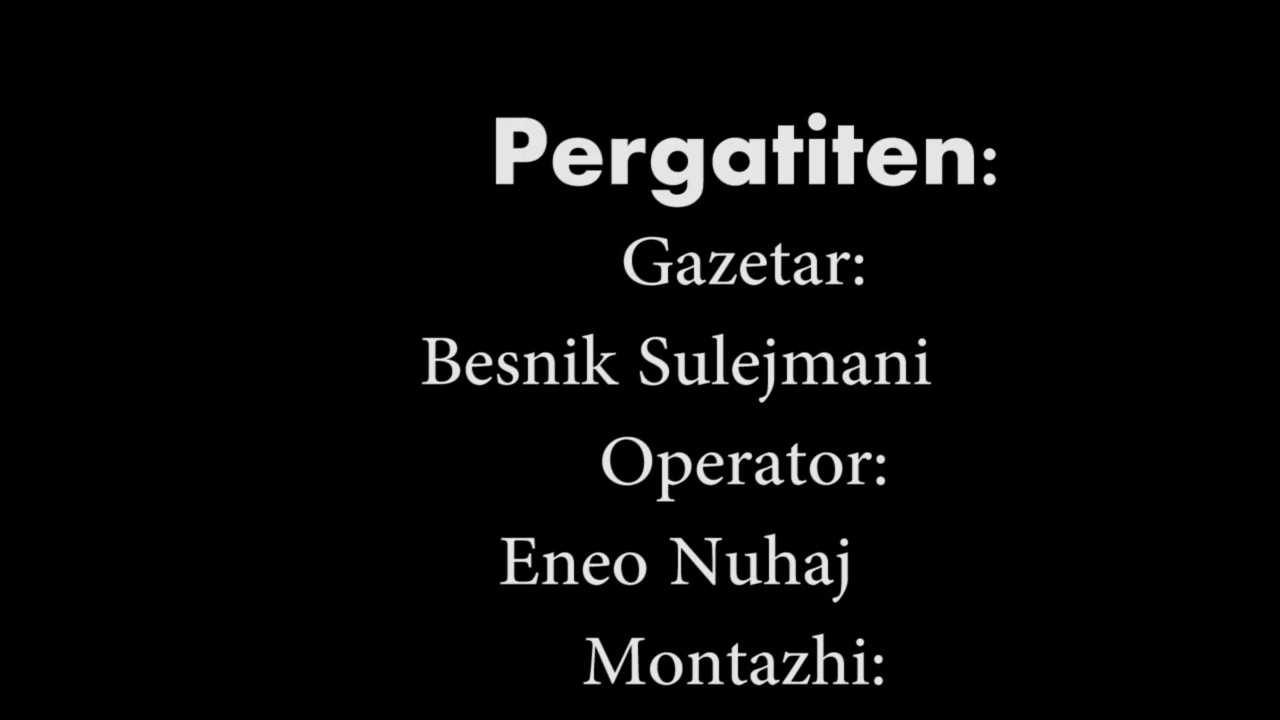 Pergatiten:
Gazetar:
Besnik Sulejmani
Operator:
Eneo Nuhaj
Montazhi: